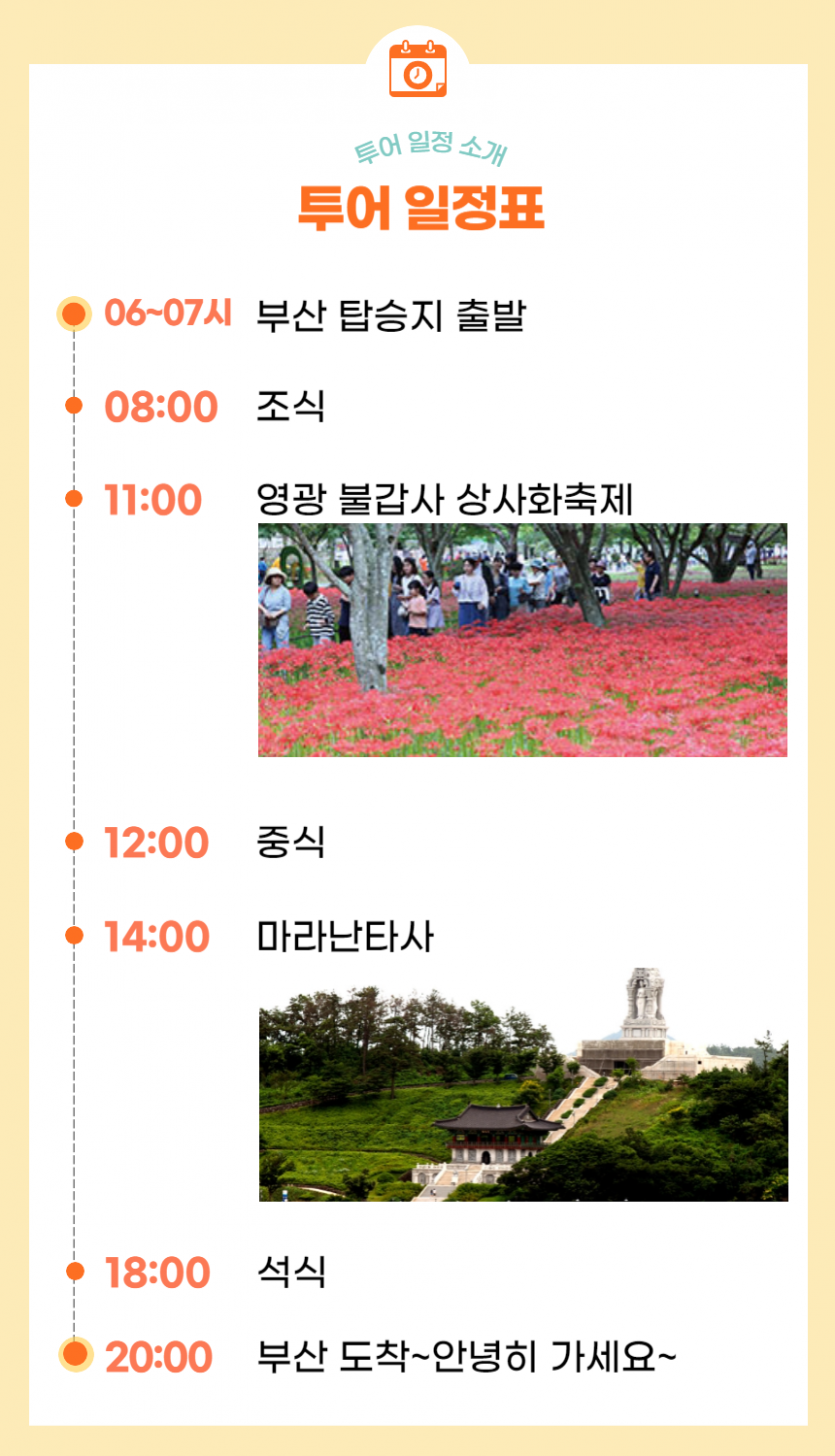 투어 일정 소개
투어 일정표
06~07시 부산 탑승지 출발
08:00 조식
11:00 영광 불갑사 상사화축제
12:00 중식
14:00 마라난타사
18:00 석식
20:00 부산 도착~안녕히 가세요~